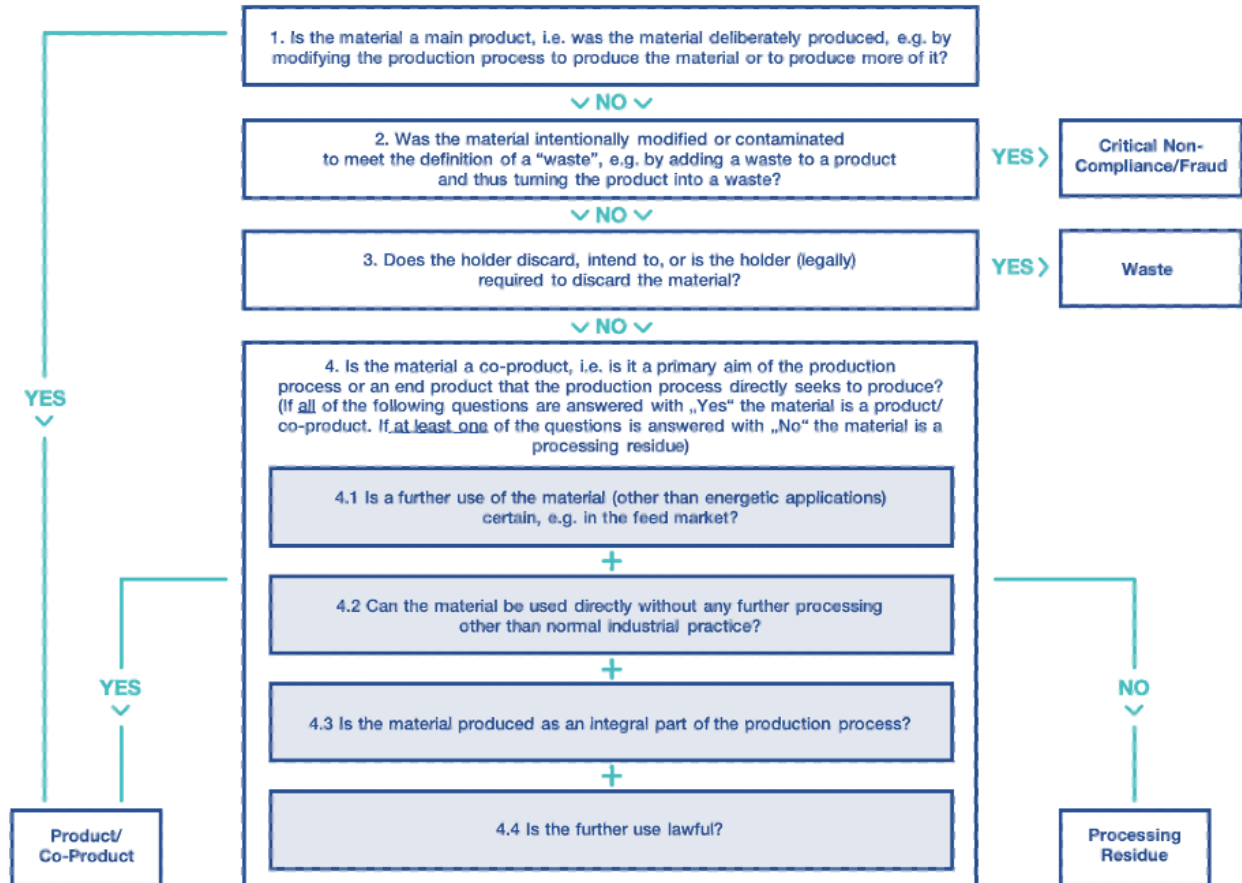 1. Is the material a main product, i.e. was the material deliberately produced, e.g. by
modifying the production process to produce the material or to produce more of it?
NO
2. Was the material intentionally modified or contaminated
to meet the definition of a “waste”, e.g. by adding a waste to a product
and thus turning the product into a waste?
YES
Critical Non-
Compliance/Fraud
NO
3. Does the holder discard, intend to, or is the holder (legally)
required to discard the material?
YES
Waste
NO
4. Is the material a co-product, i.e. is it a primary aim of the production
process or an end product that the production process directly seeks to produce?
(If all of the following questions are answered with „Yes“ the material is a product/
co-product. If at least one of the questions is answered with „No“ the material is a
processing residue)
YES
4.1 Is a further use of the material (other than energetic applications)
certain, e.g. in the feed market?
+
4.2 Can the material be used directly without any further processing
other than normal industrial practice?
+
YES
NO
4.3 Is the material produced as an integral part of the production process?
+
4.4 Is the further use lawful?
Product/
Co-Product
Processing
Residue